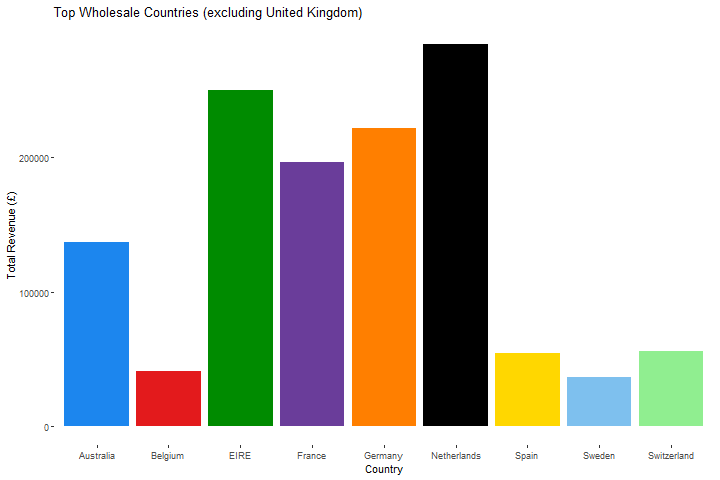 Top Wholesale Countries (excluding United Kingdom)
Total Revenue (£)
200000
100000
0
Australia Belgium EIRE France Germany Netherlands Spain Sweden Switzerland
Country